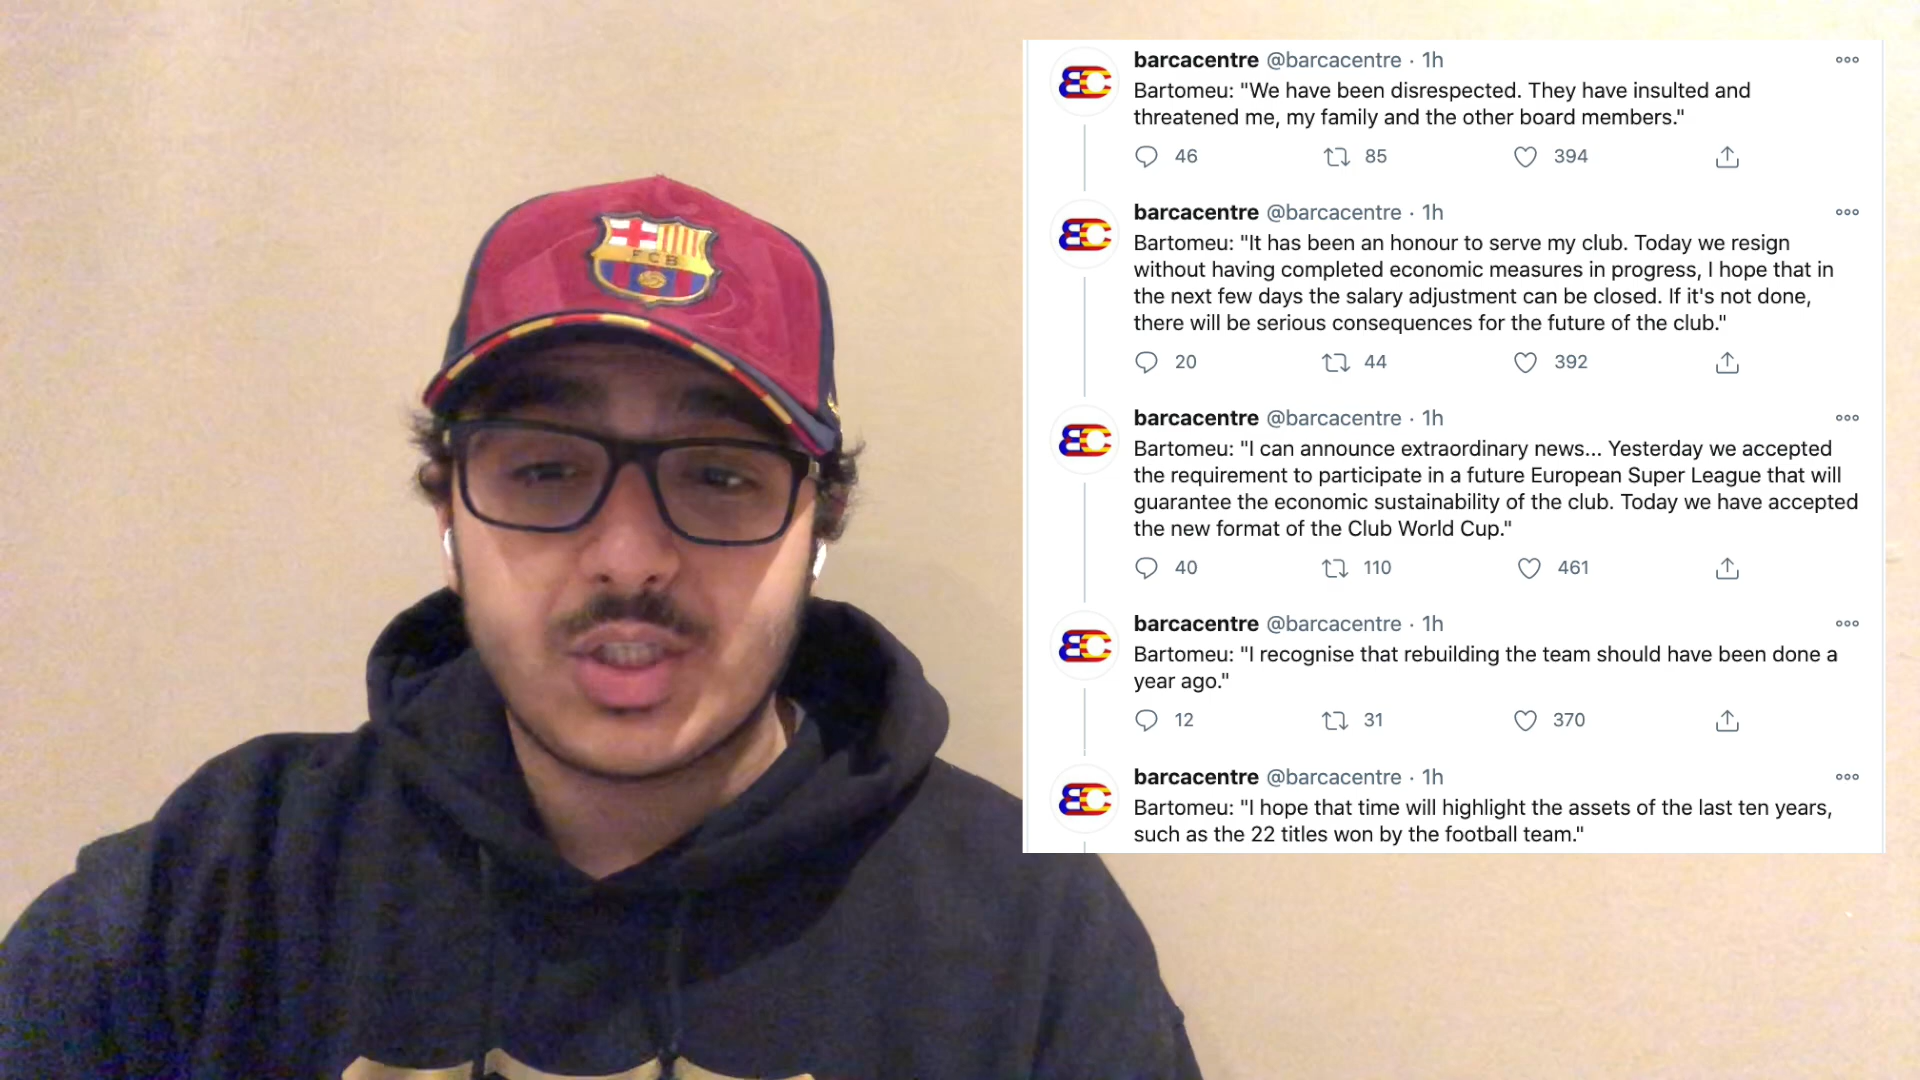 FCB
barcacentre @barcacentre · 1h
Bartomeu: "We have been disrespected. They have insulted and
threatened me, my family and the other board members."
46 85 394
barcacentre @barcacentre · 1h
Bartomeu: "It has been an honour to serve my club. Today we resign
without having completed economic measures in progress, I hope that in
the next few days the salary adjustment can be closed. If it's not done,
there will be serious consequences for the future of the club."
20 44 392
barcacentre @barcacentre · 1h
Bartomeu: "I can announce extraordinary news... Yesterday we accepted
the requirement to participate in a future European Super League that will
guarantee the economic sustainability of the club. Today we have accepted
the new format of the Club World Cup."
40 110 461
barcacentre @barcacentre · 1h
Bartomeu: "I recognise that rebuilding the team should have been done a
year ago."
12 31 370
barcacentre @barcacentre · 1h
Bartomeu: "I hope that time will highlight the assets of the last ten years,
such as the 22 titles won by the football team."